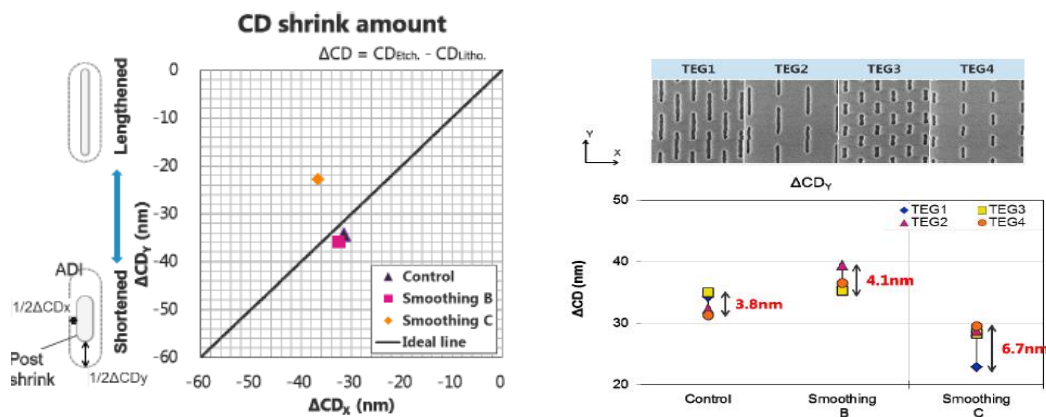 CD shrink amount
ΔCD = CDEtch. - CDLitho.
Lengthened
Shortened
ADI
1/2ΔCDx
Post
shrink
1/2ΔCDy
0
-10
-20
-30
-40
-50
-60
ΔCDY (nm)
-60 -50 -40 -30 -20 -10 0
ΔCDX (nm)
Control
Smoothing B
Smoothing C
Ideal line
TEG1 TEG2 TEG3 TEG4
Y
X
ΔCDY
50
40
30
20
ΔCD (nm)
TEG1 TEG3
TEG2 TEG4
3.8nm
4.1nm
6.7nm
Control Smoothing Smoothing
B C